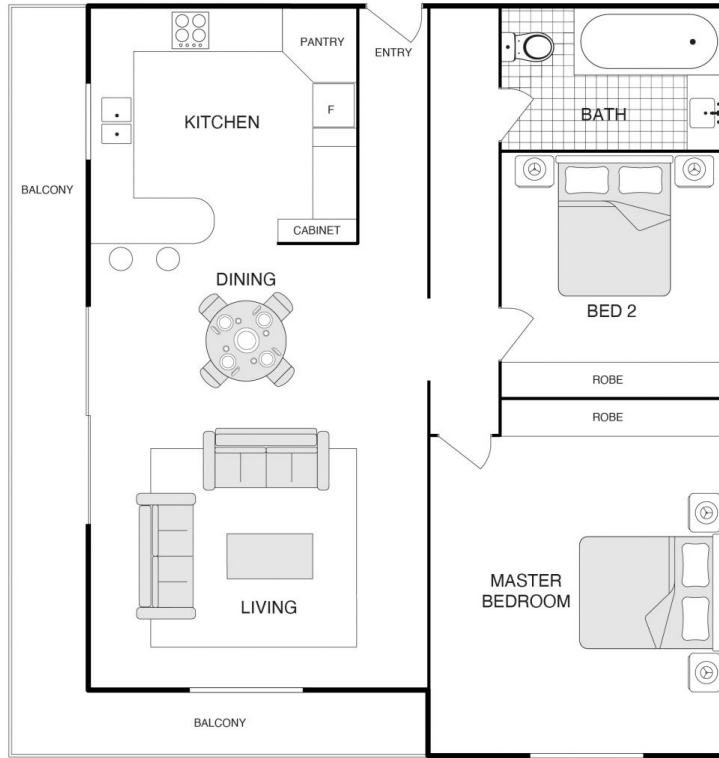 PANTRY
ENTRY
KITCHEN
F
BATH
BALCONY
CABINET
DINING
BED 2
ROBE
ROBE
MASTER
BEDROOM
LIVING
BALCONY